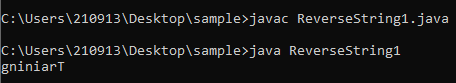 C:\Users\210913\Desktop\sample>javac ReverseString1.java
C:\Users\210913\Desktop\sample>java ReverseString1
gniniarT